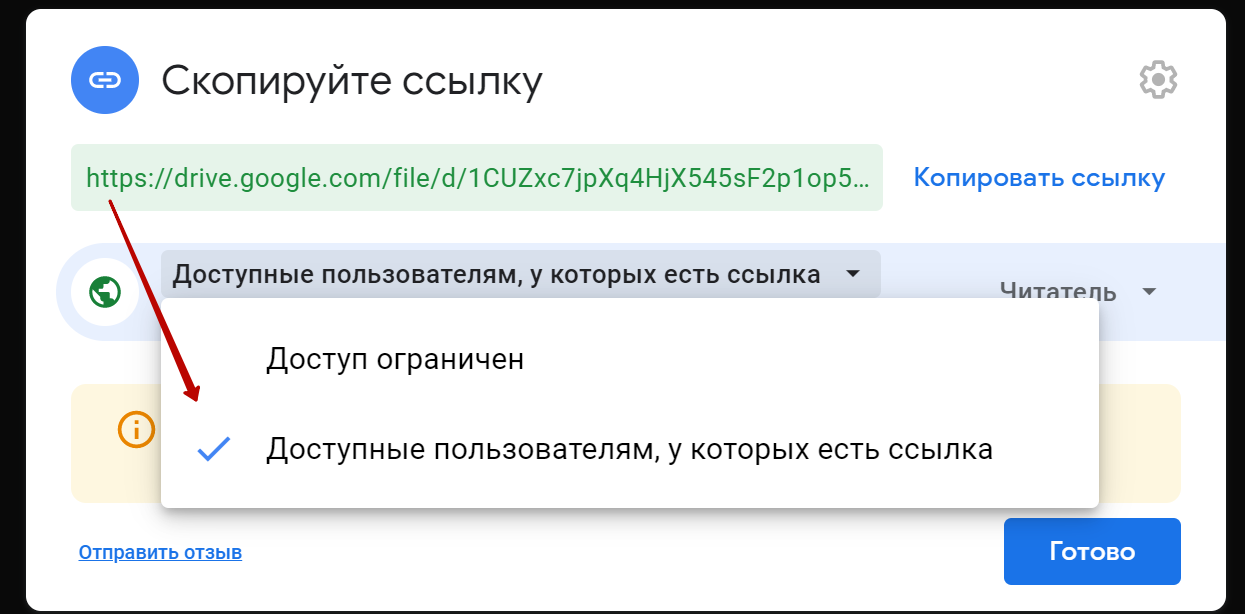 Скопируйте ссылку
https://drive.google.com/file/d/1CUZxc7jpXq4HjX545sF2p1op5...
Копировать ссылку
Доступные пользователям, у которых есть ссылка
Читатель
Доступ ограничен
Доступные пользователям, у которых есть ссылка
Отправить отзыв
Готово